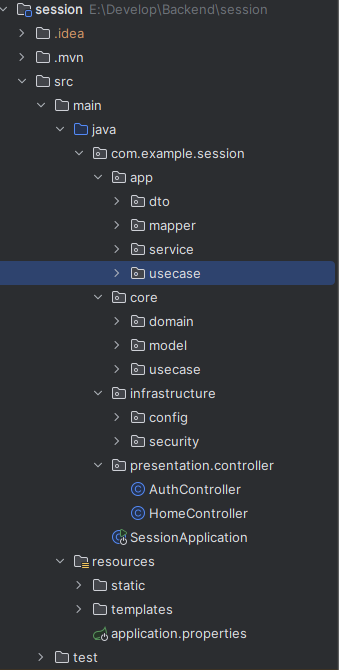 session E:\Develop\Backend\session
.idea
.mvn
src
main
java
com.example.session
app
dto
mapper
service
usecase
core
domain
model
usecase
infrastructure
config
security
presentation.controller
AuthController
HomeController
SessionApplication
resources
static
templates
application.properties
test